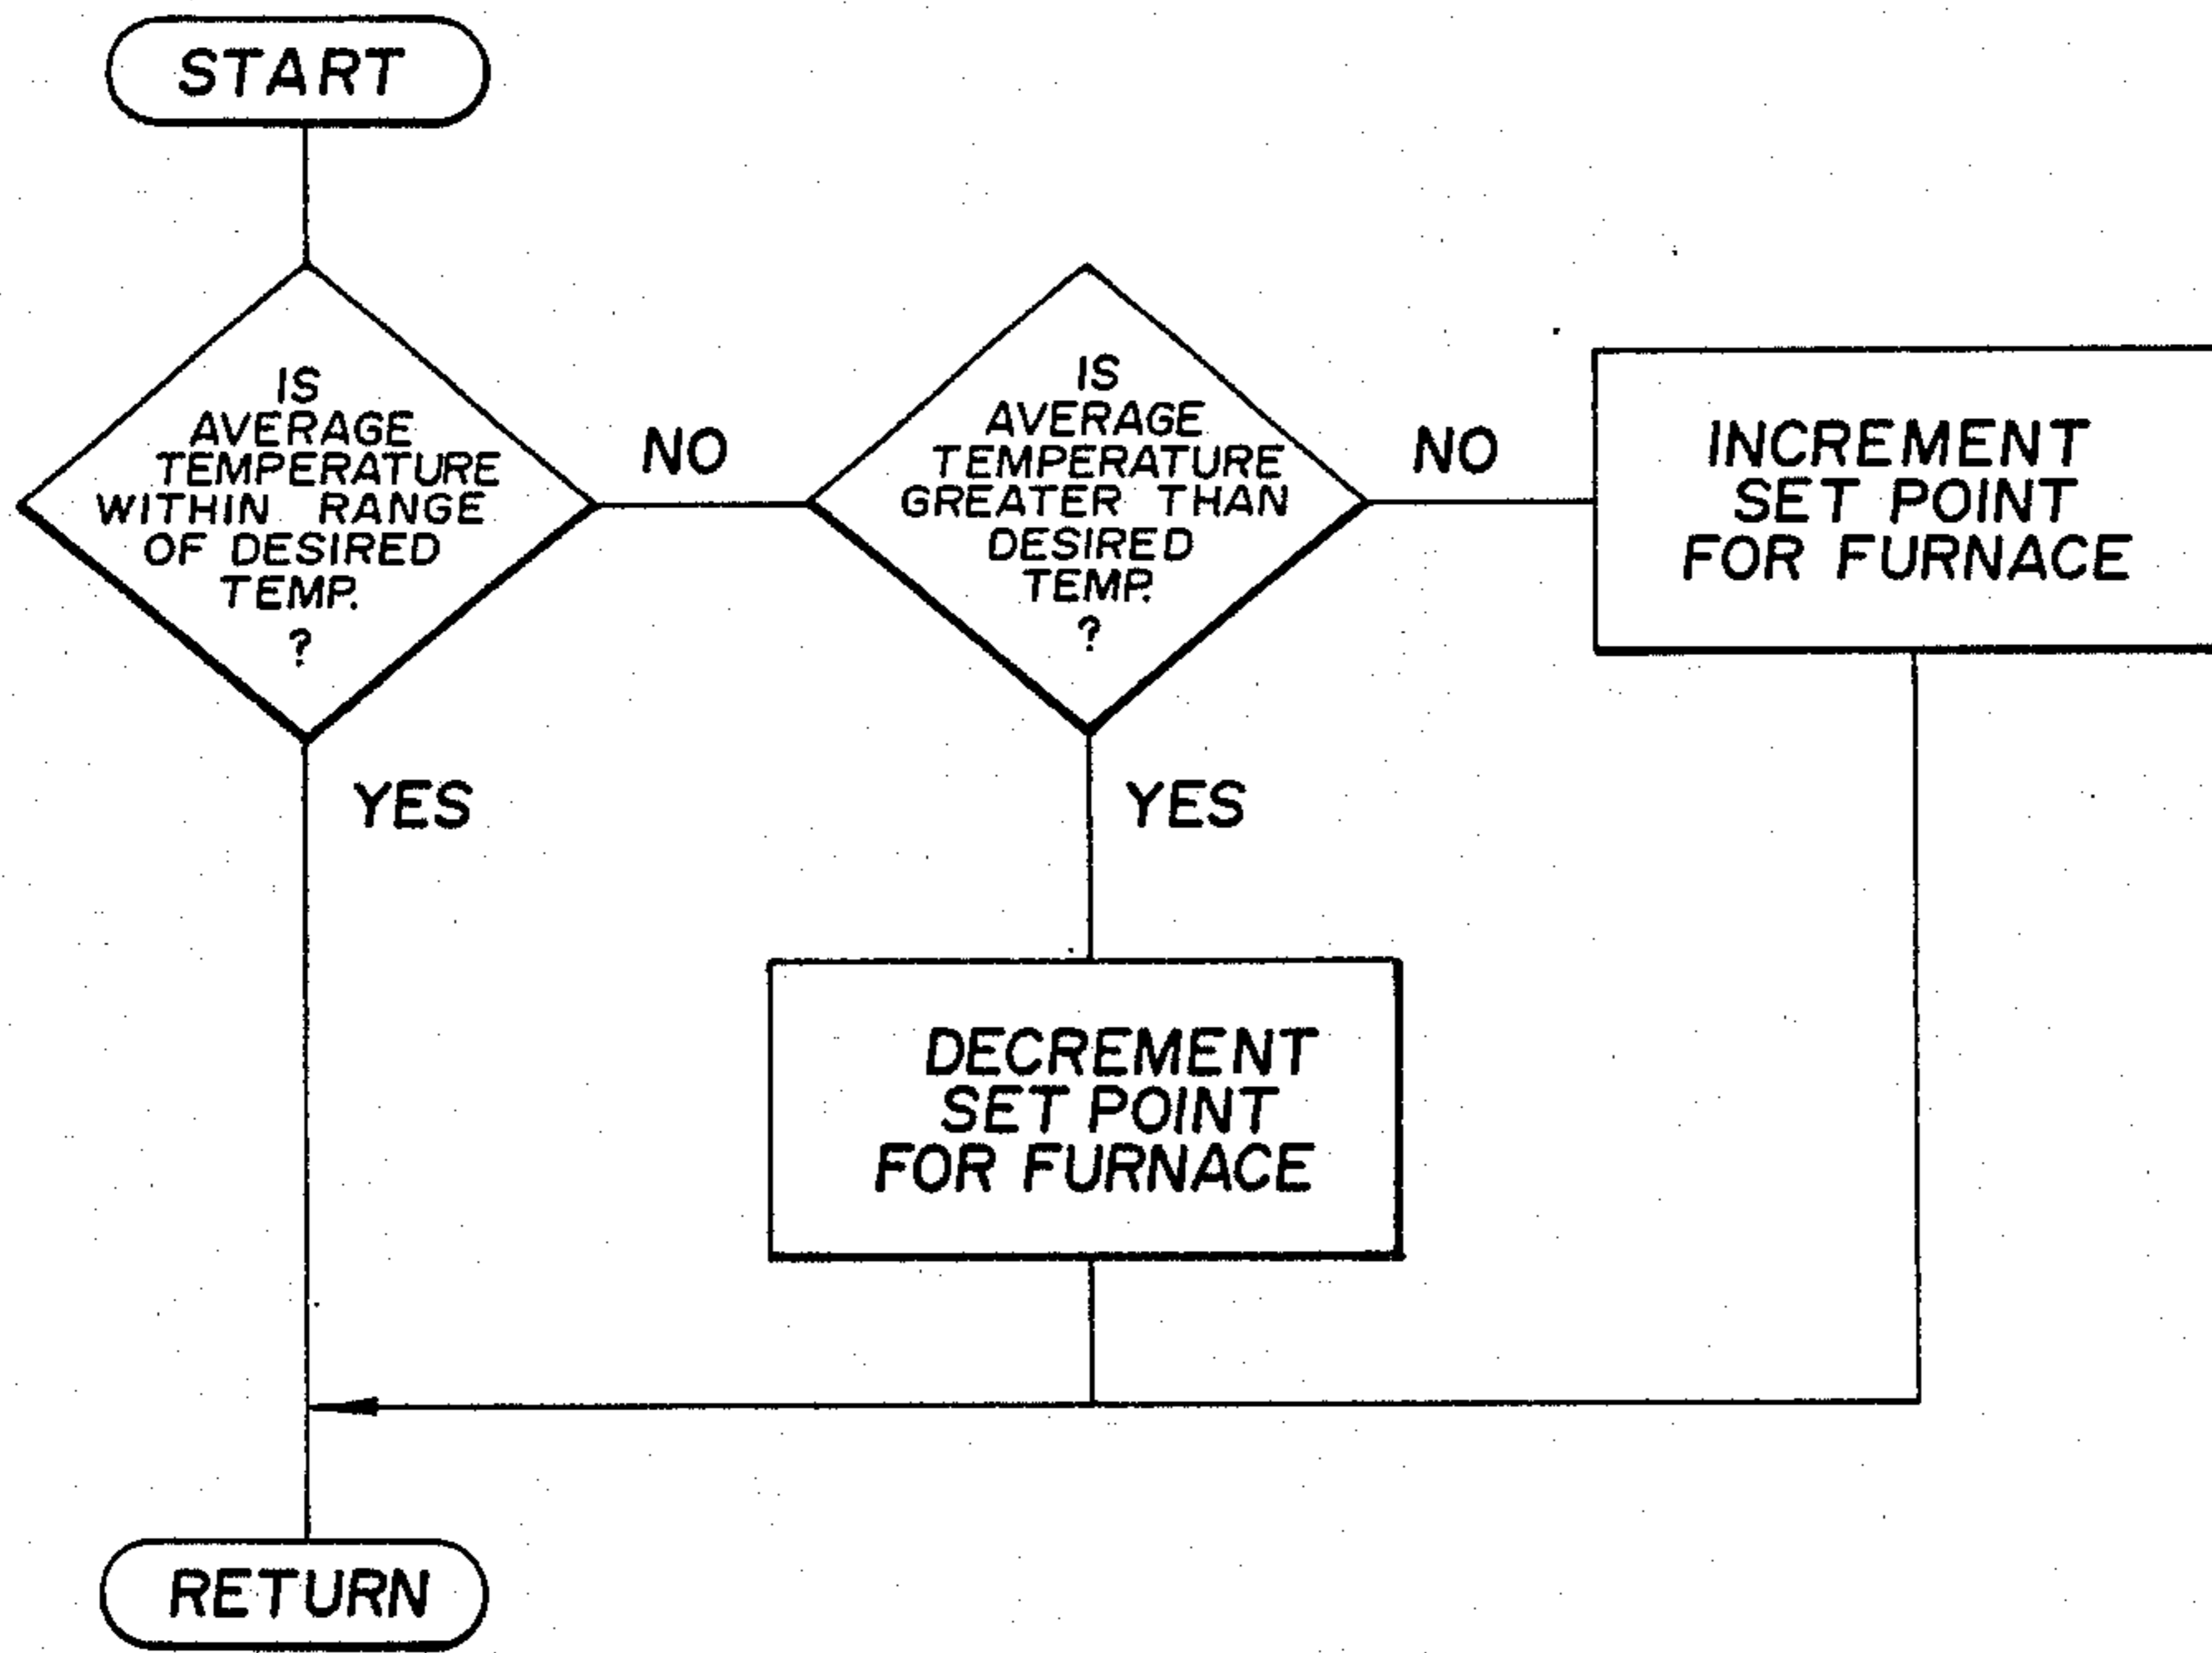 START
IS
AVERAGE
TEMPERATURE
WITHIN RANGE
OF DESIRED
TEMP.
?
NO
YES
IS
AVERAGE
TEMPERATURE
GREATER THAN
DESIRED
TEMP.
?
NO
YES
INCREMENT
SET POINT
FOR FURNACE
DECREMENT
SET POINT
FOR FURNACE
RETURN